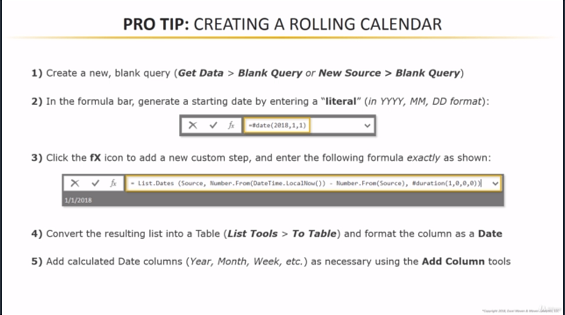 PRO TIP: CREATING A ROLLING CALENDAR
1) Create a new, blank query (Get Data > Blank Query or New Source > Blank Query)
2) In the formula bar, generate a starting date by entering a "literal" (in YYYY, MM, DD format):
=#date(2018,1,1)
3) Click the fX icon to add a new custom step, and enter the following formula exactly as shown:
= List.Dates (Source, Number.From(DateTime.LocalNow()) - Number.From(Source), #duration(1,0,0,0))
1/1/2018
4) Convert the resulting list into a Table (List Tools > To Table) and format the column as a Date
5) Add calculated Date columns (Year, Month, Week, etc.) as necessary using the Add Column tools